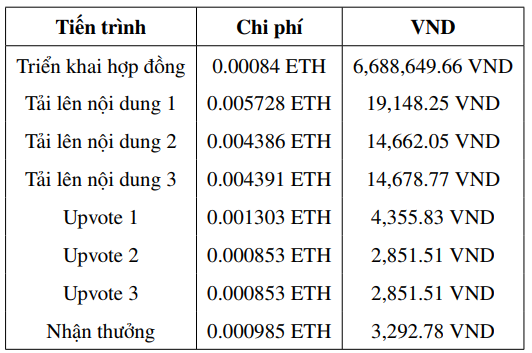 Tiến trình Chi phí VND
Triển khai hợp đồng 0.00084 ETH 6,688,649.66 VND
Tải lên nội dung 1 0.005728 ETH 19,148.25 VND
Tải lên nội dung 2 0.004386 ETH 14,662.05 VND
Tải lên nội dung 3 0.004391 ETH 14,678.77 VND
Upvote 1 0.001303 ETH 4,355.83 VND
Upvote 2 0.000853 ETH 2,851.51 VND
Upvote 3 0.000853 ETH 2,851.51 VND
Nhận thưởng 0.000985 ETH 3,292.78 VND